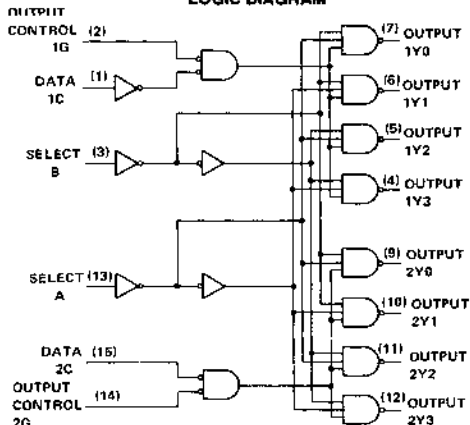 LOGIC DIAGRAM
OUTPUT
CONTROL (2)
1G
DATA (1)
1C
SELECT (3)
B
SELECT (13)
A
DATA (15)
2C
OUTPUT (14)
CONTROL
2G
(7) OUTPUT
1Y0
(6) OUTPUT
1Y1
(5) OUTPUT
1Y2
(4) OUTPUT
1Y3
(9) OUTPUT
2Y0
(10) OUTPUT
2Y1
(11) OUTPUT
2Y2
(12) OUTPUT
2Y3